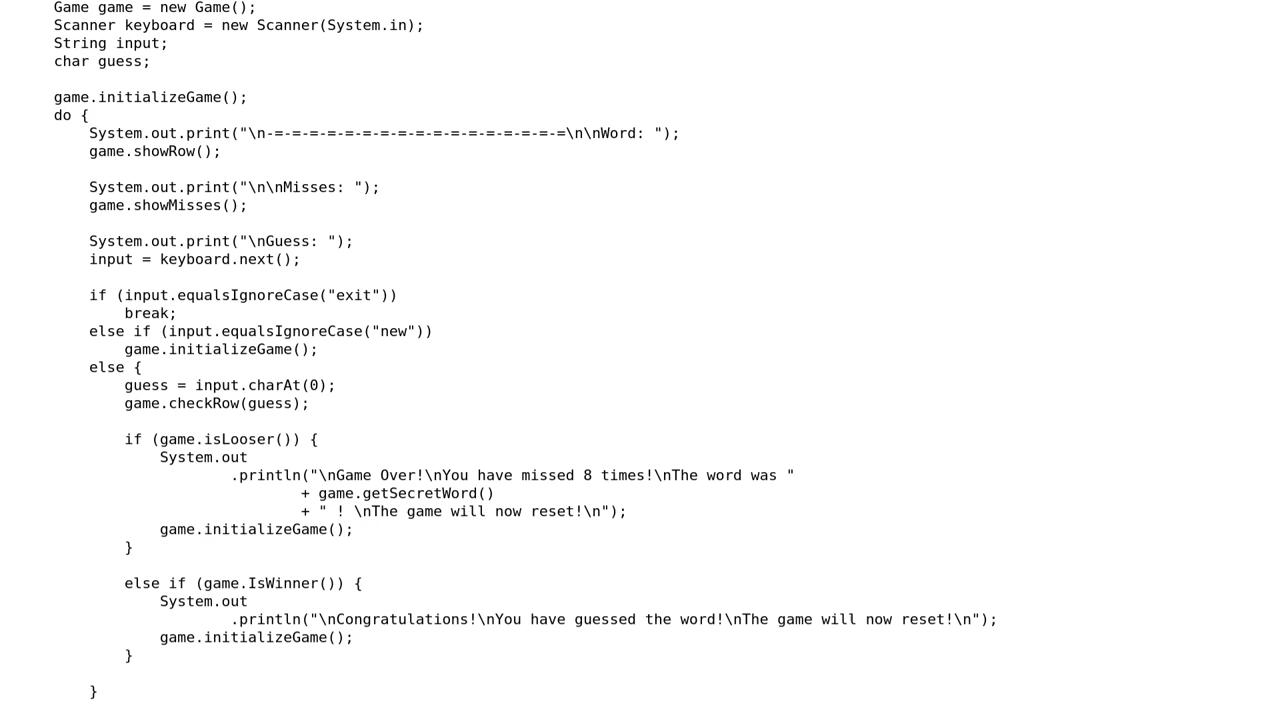 Game game = new Game();
Scanner keyboard = new Scanner(System.in);
String input;
char guess;
game.initializeGame();
do {
System.out.print("\n-=-=-=-=-=-=-=-=-=-=-=-=-=-=-=-=-=\n\nWord: ");
game.showRow();
System.out.print("\n\nMisses: ");
game.showMisses();
System.out.print("\nGuess: ");
input = keyboard.next();
if (input.equalsIgnoreCase("exit"))
break;
else if (input.equalsIgnoreCase("new"))
game.initializeGame();
else {
guess = input.charAt(0);
game.checkRow(guess);
if (game.isLooser()) {
System.out
.println("\nGame Over!\nYou have missed 8 times!\nThe word was "
+ game.getSecretWord()
+ " ! \nThe game will now reset!\n");
game.initializeGame();
}
else if (game.IsWinner()) {
System.out
.println("\nCongratulations!\nYou have guessed the word!\nThe game will now reset!\n");
game.initializeGame();
}
}